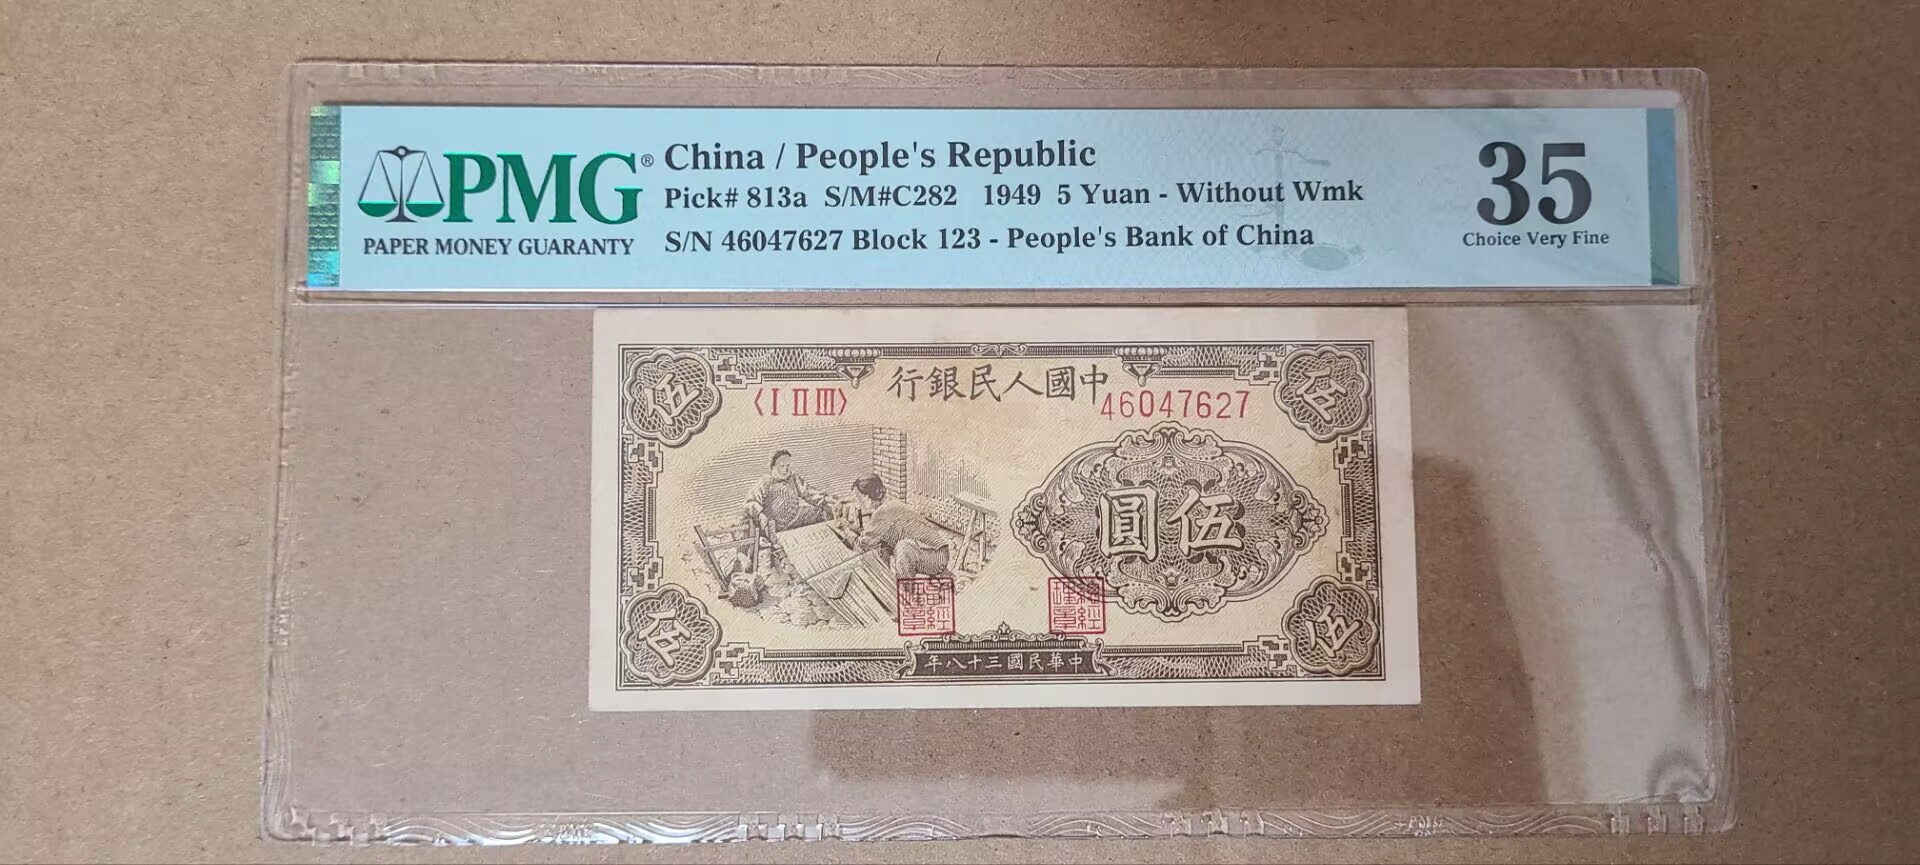 PMG®
PAPER MONEY GUARANTY
China / People's Republic
Pick# 813a S/M#C282 1949 5 Yuan - Without Wmk
S/N 46047627 Block 123 - People's Bank of China
35
Choice Very Fine
行銀民人國中
〈ⅠⅡⅢ〉
46047627
伍
伍
圓伍
伍
伍
年八十三國民華中